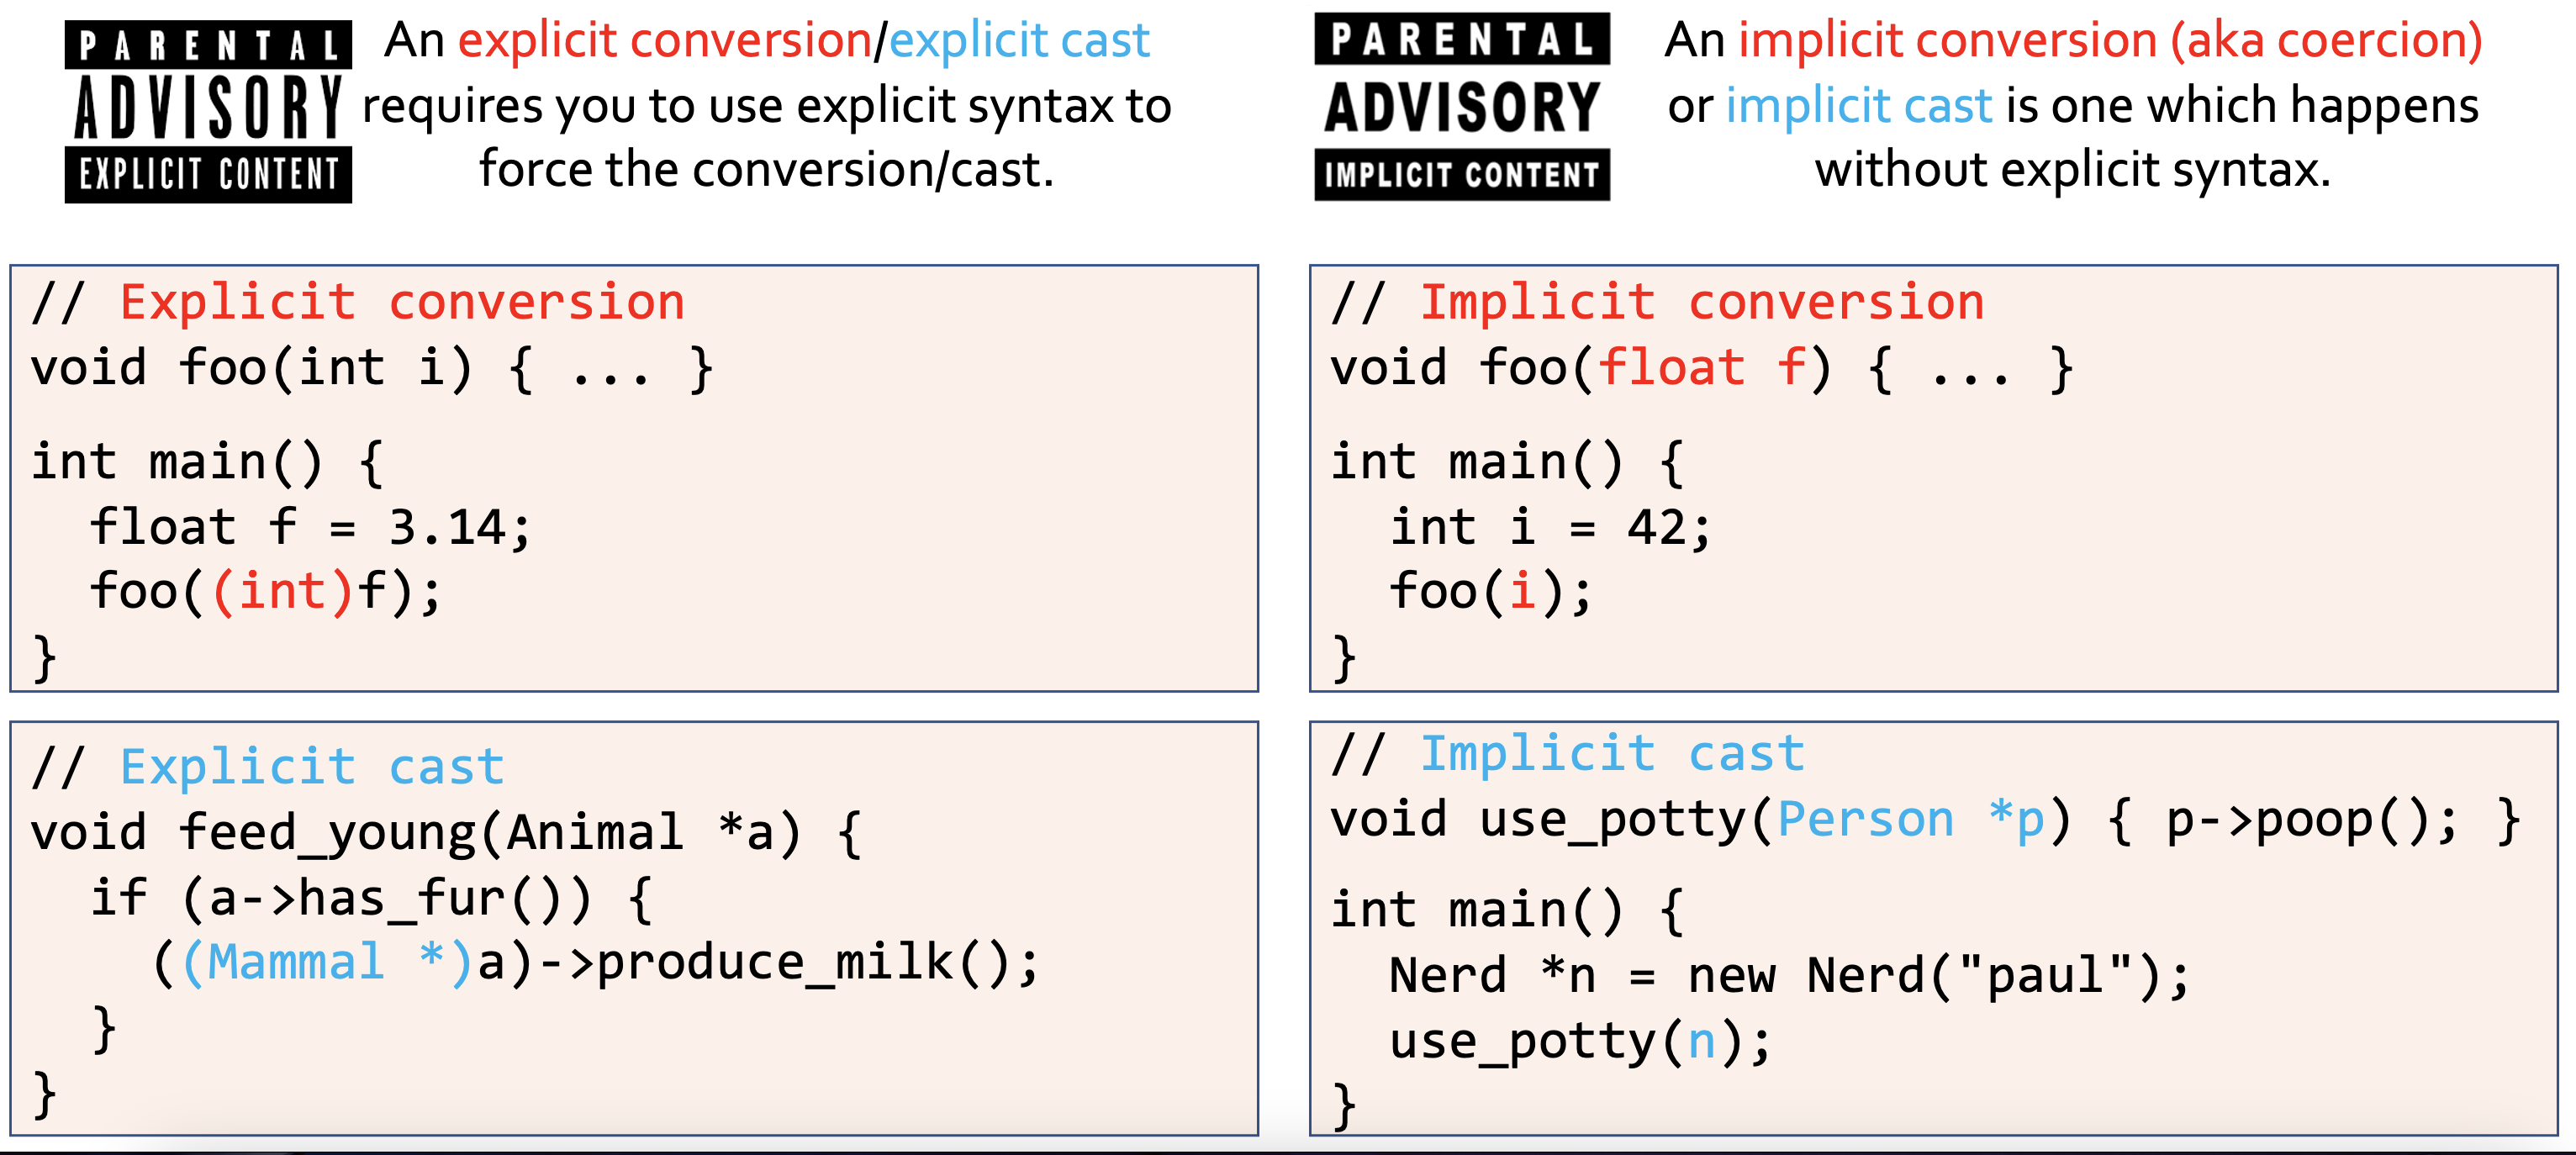 PARENTAL
ADVISORY
EXPLICIT CONTENT
An explicit conversion/explicit cast
requires you to use explicit syntax to
force the conversion/cast.
// Explicit conversion
void foo(int i) { ... }
int main() {
  float f = 3.14;
  foo((int)f);
}
// Explicit cast
void feed_young(Animal *a) {
  if (a->has_fur()) {
    ((Mammal *)a)->produce_milk();
  }
}
PARENTAL
ADVISORY
IMPLICIT CONTENT
An implicit conversion (aka coercion)
or implicit cast is one which happens
without explicit syntax.
// Implicit conversion
void foo(float f) { ... }
int main() {
  int i = 42;
  foo(i);
}
// Implicit cast
void use_potty(Person *p) { p->poop(); }
int main() {
  Nerd *n = new Nerd("paul");
  use_potty(n);
}